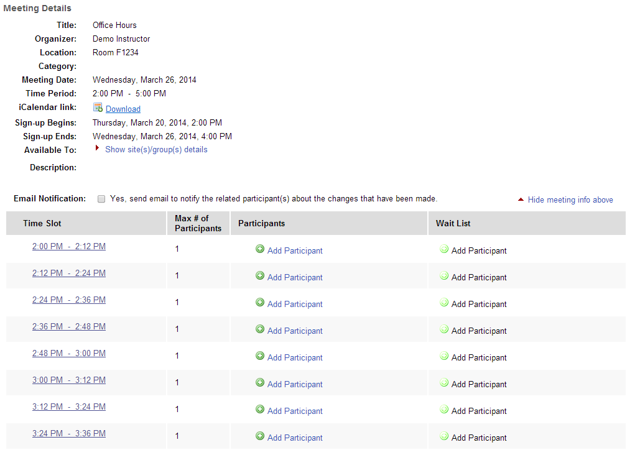 Meeting Details
Title: Office Hours
Organizer: Demo Instructor
Location: Room F1234
Category:
Meeting Date: Wednesday, March 26, 2014
Time Period: 2:00 PM - 5:00 PM
iCalendar link: Download
Sign-up Begins: Thursday, March 20, 2014, 2:00 PM
Sign-up Ends: Wednesday, March 26, 2014, 4:00 PM
Available To: Show site(s)/group(s) details
Description:
Email Notification: Yes, send email to notify the related participant(s) about the changes that have been made. Hide meeting info above
Time Slot Max # of Participants Participants Wait List
2:00 PM - 2:12 PM 1 Add Participant Add Participant
2:12 PM - 2:24 PM 1 Add Participant Add Participant
2:24 PM - 2:36 PM 1 Add Participant Add Participant
2:36 PM - 2:48 PM 1 Add Participant Add Participant
2:48 PM - 3:00 PM 1 Add Participant Add Participant
3:00 PM - 3:12 PM 1 Add Participant Add Participant
3:12 PM - 3:24 PM 1 Add Participant Add Participant
3:24 PM - 3:36 PM 1 Add Participant Add Participant